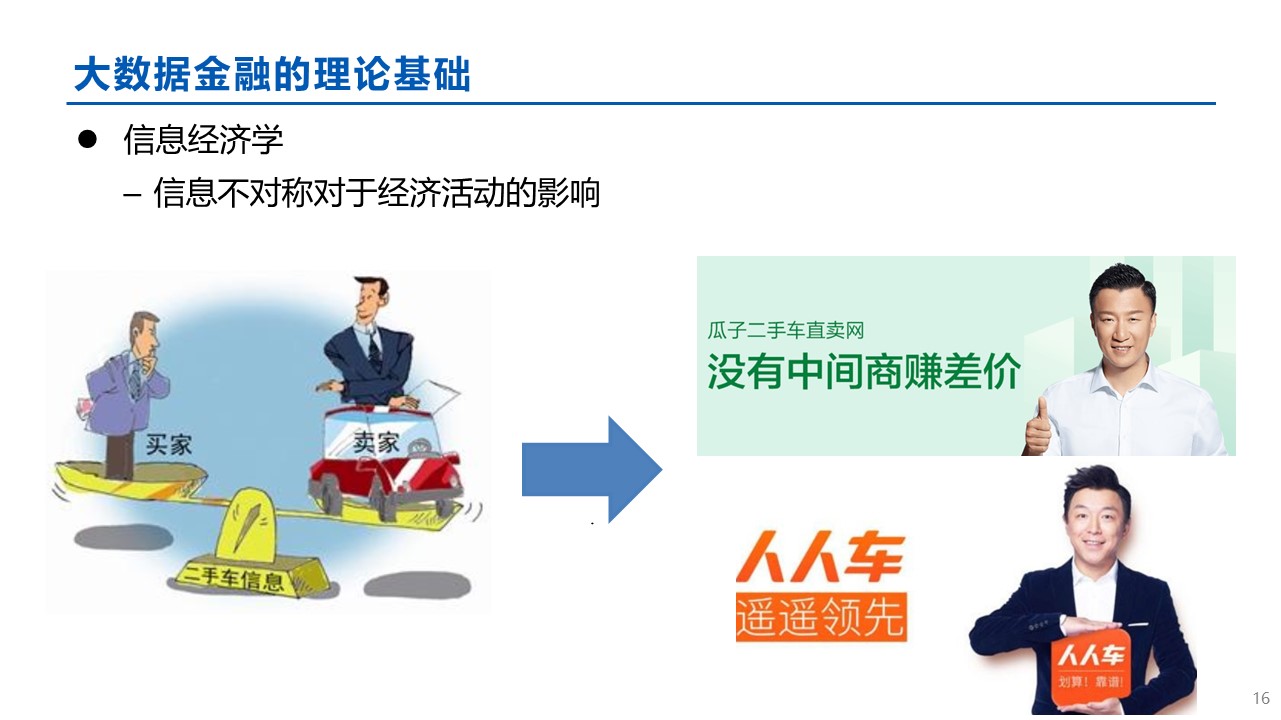 大数据金融的理论基础
● 信息经济学
– 信息不对称对于经济活动的影响
买家
卖家
二手车信息
瓜子二手车直卖网
没有中间商赚差价
人人车
遥遥领先
人人车
划算！靠谱！
16